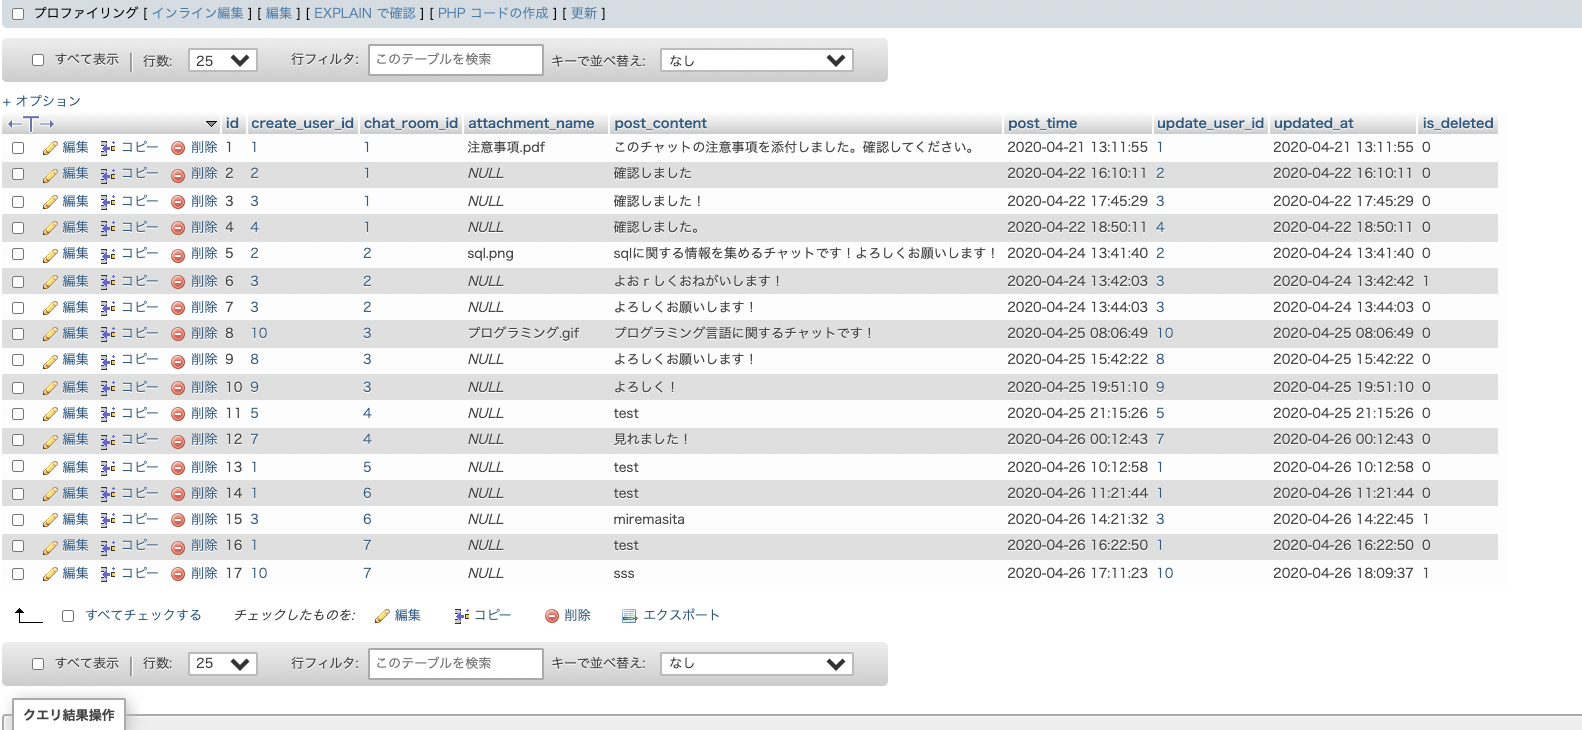 プロファイリング [ インライン編集 ] [ 編集 ] [ EXPLAIN で確認 ] [ PHP コードの作成 ] [ 更新 ]
すべて表示 | 行数: 25 行フィルタ: このテーブルを検索 キーで並べ替え: なし
+ オプション
←T→ id create_user_id chat_room_id attachment_name post_content post_time update_user_id updated_at is_deleted
編集 コピー 削除 1 1 1 注意事項.pdf このチャットの注意事項を添付しました。確認してください。 2020-04-21 13:11:55 1 2020-04-21 13:11:55 0
編集 コピー 削除 2 2 1 NULL 確認しました 2020-04-22 16:10:11 2 2020-04-22 16:10:11 0
編集 コピー 削除 3 3 1 NULL 確認しました！ 2020-04-22 17:45:29 3 2020-04-22 17:45:29 0
編集 コピー 削除 4 4 1 NULL 確認しました。 2020-04-22 18:50:11 4 2020-04-22 18:50:11 0
編集 コピー 削除 5 2 2 sql.png sqlに関する情報を集めるチャットです！よろしくお願いします！ 2020-04-24 13:41:40 2 2020-04-24 13:41:40 0
編集 コピー 削除 6 3 2 NULL よおｒしくおねがいします！ 2020-04-24 13:42:03 3 2020-04-24 13:42:42 1
編集 コピー 削除 7 3 2 NULL よろしくお願いします！ 2020-04-24 13:44:03 3 2020-04-24 13:44:03 0
編集 コピー 削除 8 10 3 プログラミング.gif プログラミング言語に関するチャットです！ 2020-04-25 08:06:49 10 2020-04-25 08:06:49 0
編集 コピー 削除 9 8 3 NULL よろしくお願いします！ 2020-04-25 15:42:22 8 2020-04-25 15:42:22 0
編集 コピー 削除 10 9 3 NULL よろしく！ 2020-04-25 19:51:10 9 2020-04-25 19:51:10 0
編集 コピー 削除 11 5 4 NULL test 2020-04-25 21:15:26 5 2020-04-25 21:15:26 0
編集 コピー 削除 12 7 4 NULL 見れました！ 2020-04-26 00:12:43 7 2020-04-26 00:12:43 0
編集 コピー 削除 13 1 5 NULL test 2020-04-26 10:12:58 1 2020-04-26 10:12:58 0
編集 コピー 削除 14 1 6 NULL test 2020-04-26 11:21:44 1 2020-04-26 11:21:44 0
編集 コピー 削除 15 3 6 NULL miremasita 2020-04-26 14:21:32 3 2020-04-26 14:22:45 1
編集 コピー 削除 16 1 7 NULL test 2020-04-26 16:22:50 1 2020-04-26 16:22:50 0
編集 コピー 削除 17 10 7 NULL sss 2020-04-26 17:11:23 10 2020-04-26 18:09:37 1
すべてチェックする チェックしたものを: 編集 コピー 削除 エクスポート
すべて表示 | 行数: 25 行フィルタ: このテーブルを検索 キーで並べ替え: なし
クエリ結果操作